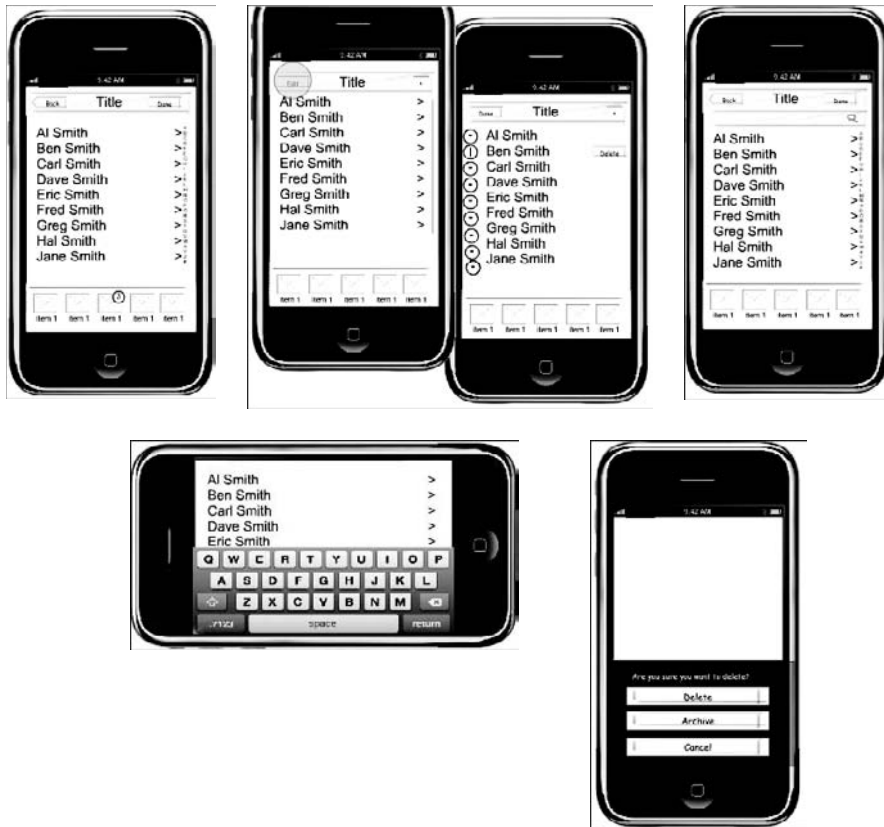 9:42 AM
Back Title Done
Al Smith >
Ben Smith >
Carl Smith >
Dave Smith >
Eric Smith >
Fred Smith >
Greg Smith >
Hal Smith >
Jane Smith >
item 1 item 1 item 1 item 1 item 1
9:42 AM
Edit Title
Al Smith >
Ben Smith >
Carl Smith >
Dave Smith >
Eric Smith >
Fred Smith >
Greg Smith >
Hal Smith >
Jane Smith >
item 1 item 1 item 1 item 1 item 1
9:42 AM
Done Title
Al Smith
Ben Smith Delete
Carl Smith
Dave Smith
Eric Smith
Fred Smith
Greg Smith
Hal Smith
Jane Smith
item 1 item 1 item 1 item 1 item 1
9:42 AM
Back Title Done
Al Smith >
Ben Smith >
Carl Smith >
Dave Smith >
Eric Smith >
Fred Smith >
Greg Smith >
Hal Smith >
Jane Smith >
item 1 item 1 item 1 item 1 item 1
Al Smith >
Ben Smith >
Carl Smith >
Dave Smith >
Eric Smith >
Q W E R T Y U I O P
A S D F G H J K L
Z X C V B N M
.?123 space return
9:42 AM
Are you sure you want to delete?
Delete
Archive
Cancel